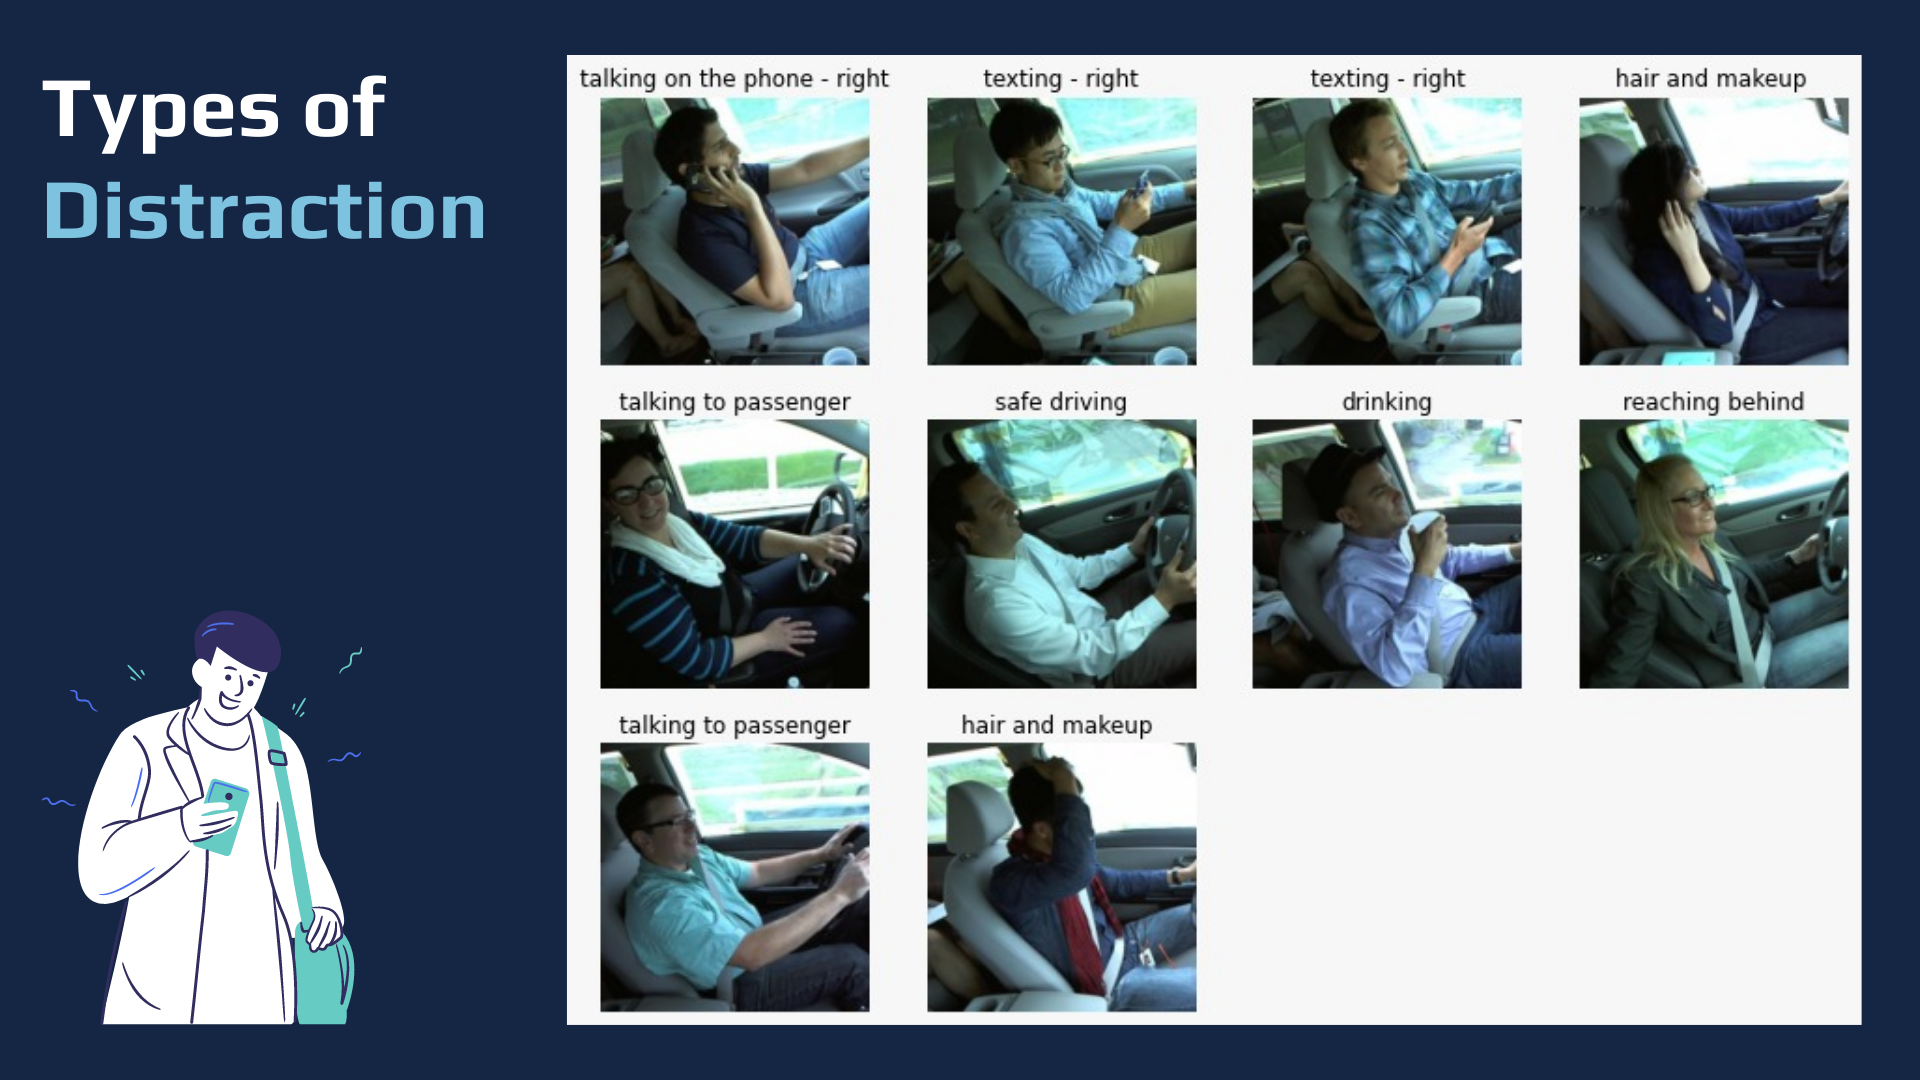 Types of
Distraction
talking on the phone - right
texting - right
texting - right
hair and makeup
talking to passenger
safe driving
drinking
reaching behind
talking to passenger
hair and makeup